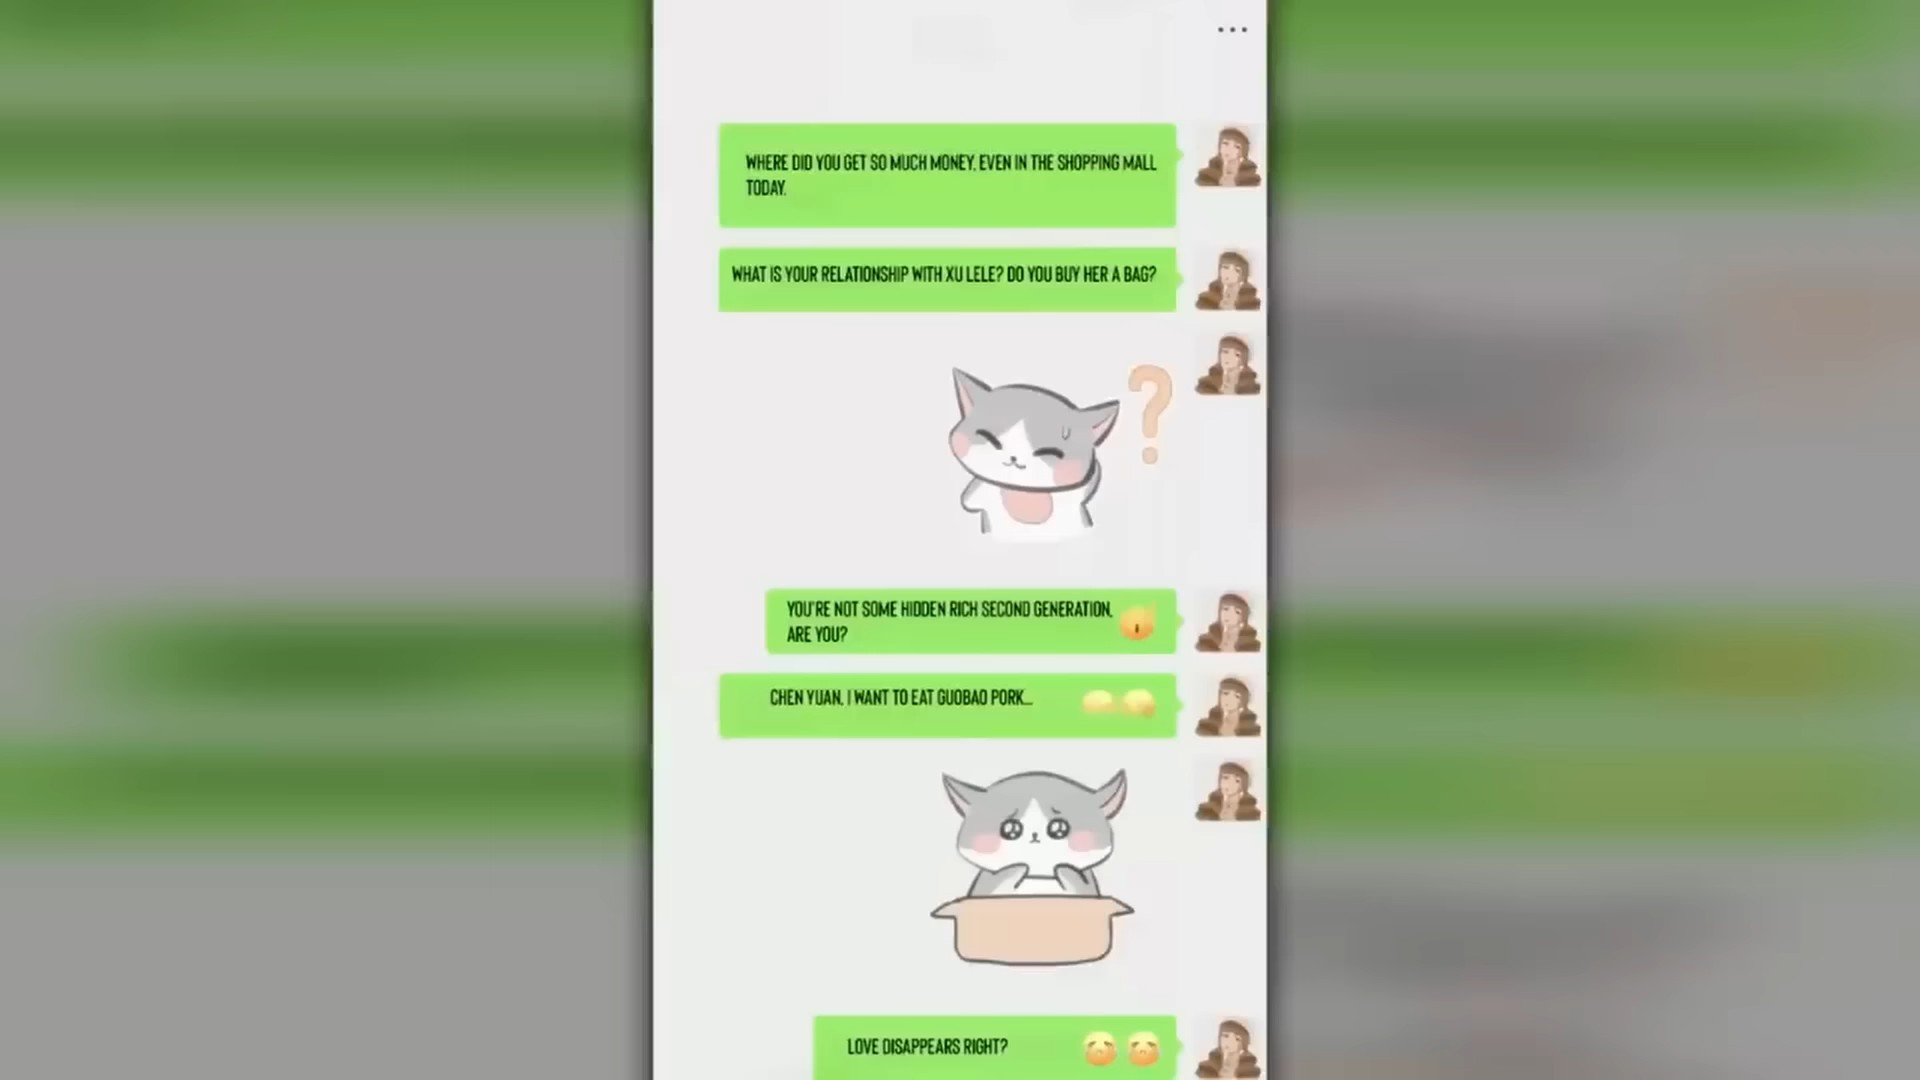 WHERE DID YOU GET SO MUCH MONEY, EVEN IN THE SHOPPING MALL
TODAY.
WHAT IS YOUR RELATIONSHIP WITH XU LELE? DO YOU BUY HER A BAG?
?
YOU'RE NOT SOME HIDDEN RICH SECOND GENERATION,
ARE YOU?
CHEN YUAN, I WANT TO EAT GUOBAO PORK...
LOVE DISAPPEARS RIGHT?